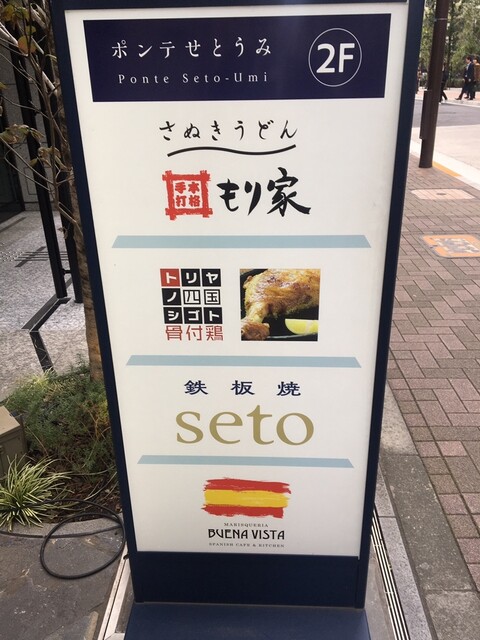 ポンテせとうみ
Ponte Seto-Umi
2F
さぬきうどん
本格
手打
もり家
トリヤ
ノ四国
シゴト
骨付鶏
鉄板焼
seto
MARISQUERIA
BUENA VISTA
SPANISH CAFE & KITCHEN